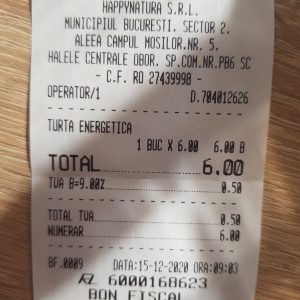 HAPPYNATURA S.R.L.
MUNICIPIUL BUCURESTI, SECTOR 2,
ALEEA CAMPUL MOSILOR,NR. 5,
HALELE CENTRALE OBOR, SP.COM.NR.PB6 SC
- C.F. RO 27439998 -
OPERATOR/1 D.704012626
TURTA ENERGETICA
1 BUC X 6.00 6.00 B
TOTAL 6.00
TVA B=9.00% 0.50
TOTAL TVA 0.50
NUMERAR 6.00
BF.0009 DATA:15-12-2020 ORA:09:03
6000168623
BON FISCAL